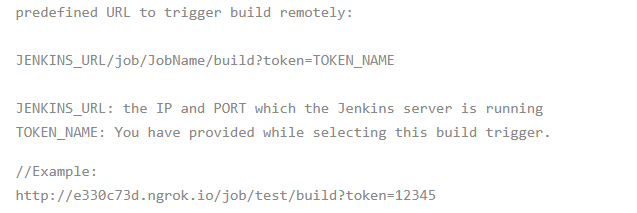 predefined URL to trigger build remotely:
JENKINS_URL/job/JobName/build?token=TOKEN_NAME
JENKINS_URL: the IP and PORT which the Jenkins server is running
TOKEN_NAME: You have provided while selecting this build trigger.
//Example:
http://e330c73d.ngrok.io/job/test/build?token=12345